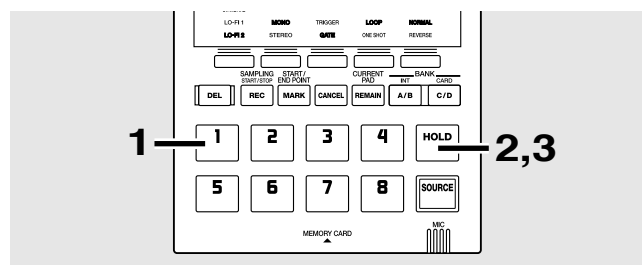 LO-FI 1 MONO TRIGGER LOOP NORMAL
LO-FI 2 STEREO GATE ONE SHOT REVERSE
SAMPLING START/STOP START/END POINT CURRENT PAD BANK
INT CARD
DEL REC MARK CANCEL REMAIN A/B C/D
1 1 2 3 4 HOLD 2,3
5 6 7 8 SOURCE
MEMORY CARD MIC